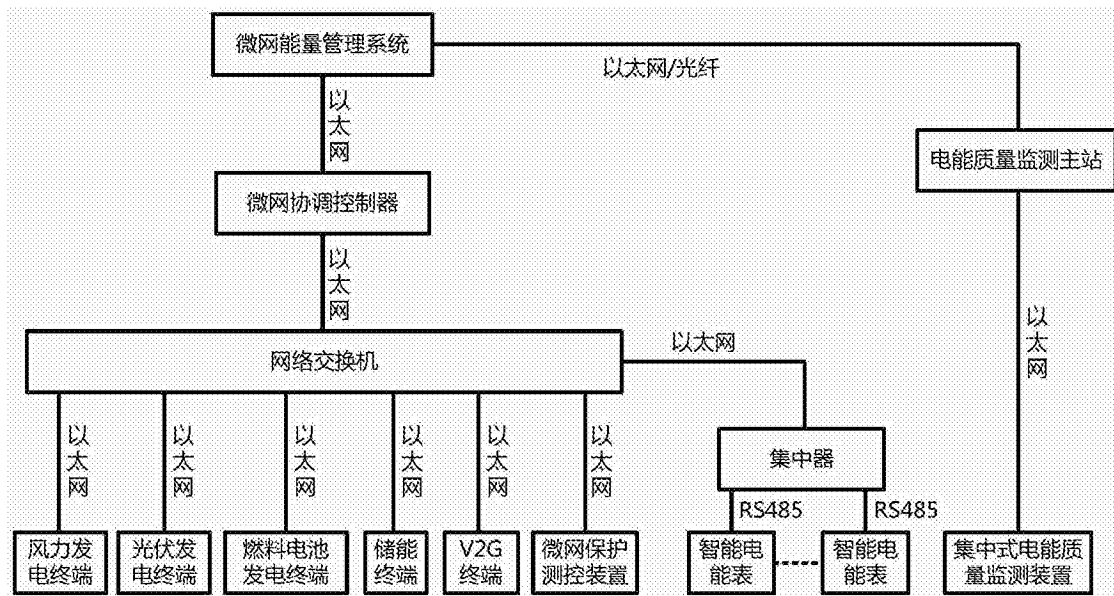 微网能量管理系统
以太网/光纤
以太网
电能质量监测主站
微网协调控制器
以太网
以太网
网络交换机
以太网
以太网
以太网
以太网
以太网
以太网
以太网
以太网
集中器
RS485
RS485
风力发
电终端
光伏发
电终端
燃料电池
发电终端
储能
终端
V2G
终端
微网保护
测控装置
智能电
能表
智能电
能表
集中式电能质
量监测装置